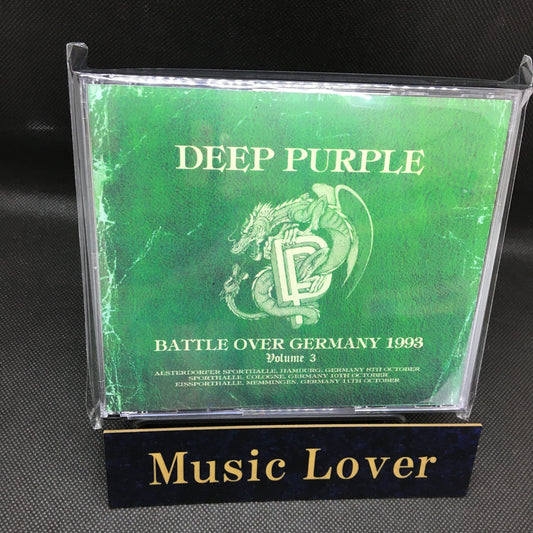 DEEP PURPLE
DP
BATTLE OVER GERMANY 1993
Volume 3
ALSTERDORFER SPORTHALLE, HAMBURG, GERMANY 9TH OCTOBER
SPORTHALLE, COLOGNE, GERMANY 10TH OCTOBER
EISSPORTHALLE, MEMMINGEN, GERMANY 11TH OCTOBER
Music Lover